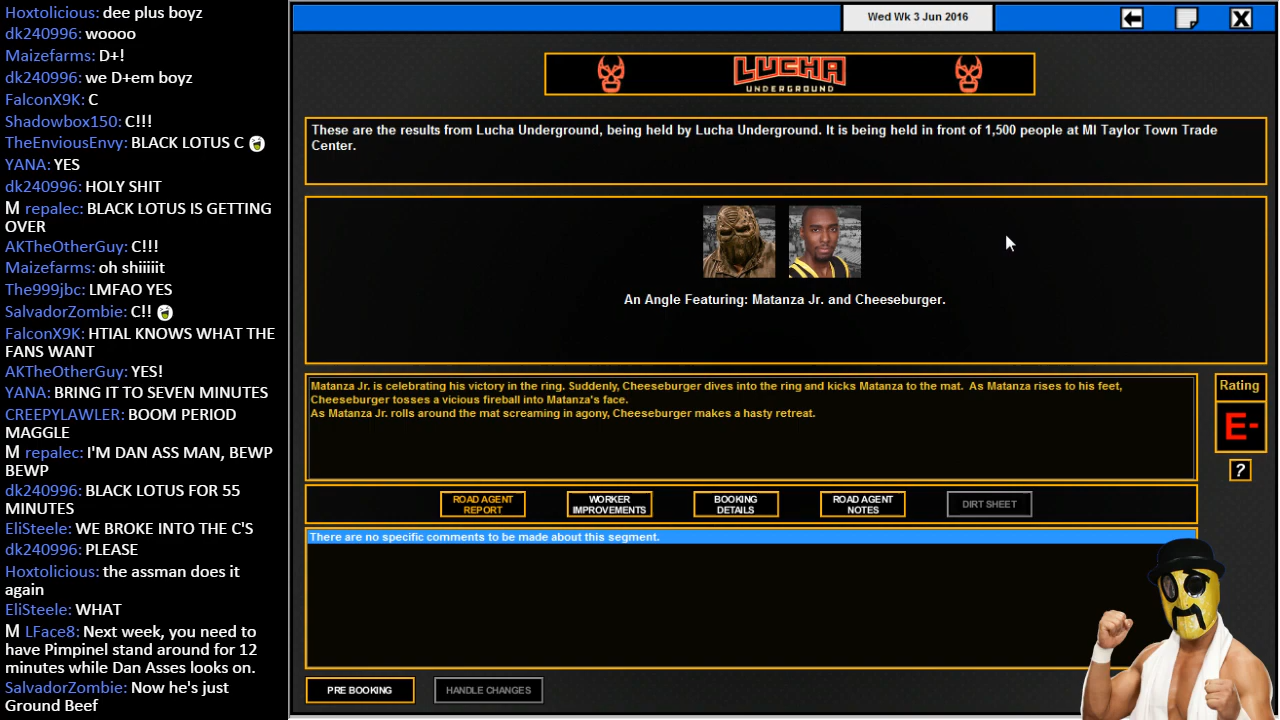 Hoxtolicious: dee plus boyz
dk240996: woooo
Maizefarms: D+!
dk240996: we D+em boyz
FalconX9K: C
Shadowbox150: C!!!
TheEnviousEnvy: BLACK LOTUS C
YANA: YES
dk240996: HOLY SHIT
M repalec: BLACK LOTUS IS GETTING
OVER
AKTheOtherGuy: C!!!
Maizefarms: oh shiiiiit
The999jbc: LMFAO YES
SalvadorZombie: C!!
FalconX9K: HTIAL KNOWS WHAT THE
FANS WANT
AKTheOtherGuy: YES!
YANA: BRING IT TO SEVEN MINUTES
CREEPYLAWLER: BOOM PERIOD
MAGGLE
M repalec: I'M DAN ASS MAN, BEWP
BEWP
dk240996: BLACK LOTUS FOR 55
MINUTES
EliSteele: WE BROKE INTO THE C'S
dk240996: PLEASE
Hoxtolicious: the assman does it
again
EliSteele: WHAT
M LFace8: Next week, you need to
have Pimpinel stand around for 12
minutes while Dan Asses looks on.
SalvadorZombie: Now he's just
Ground Beef
Wed Wk 3 Jun 2016
X
LUCHA
UNDERGROUND
These are the results from Lucha Underground, being held by Lucha Underground. It is being held in front of 1,500 people at MI Taylor Town Trade
Center.
An Angle Featuring: Matanza Jr. and Cheeseburger.
Matanza Jr. is celebrating his victory in the ring. Suddenly, Cheeseburger dives into the ring and kicks Matanza to the mat. As Matanza rises to his feet,
Cheeseburger tosses a vicious fireball into Matanza's face.
As Matanza Jr. rolls around the mat screaming in agony, Cheeseburger makes a hasty retreat.
Rating
E-
?
ROAD AGENT
REPORT
WORKER
IMPROVEMENTS
BOOKING
DETAILS
ROAD AGENT
NOTES
DIRT SHEET
There are no specific comments to be made about this segment.
PRE BOOKING
HANDLE CHANGES